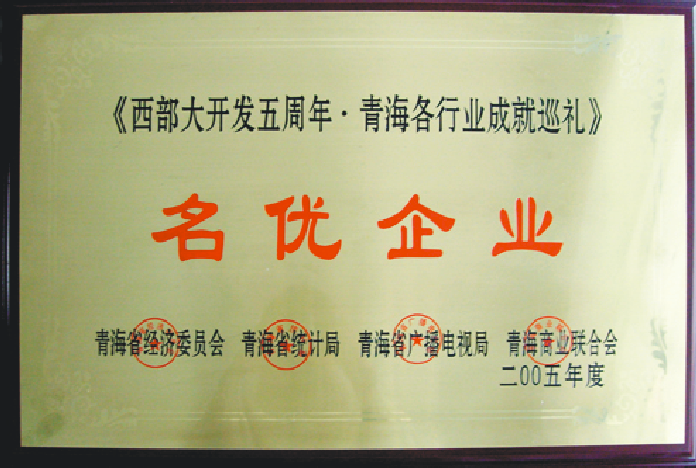 《西部大开发五周年·青海各行业成就巡礼》
名优企业
青海省经济委员会 青海省统计局 青海省广播电视局 青海商业联合会
二00五年度